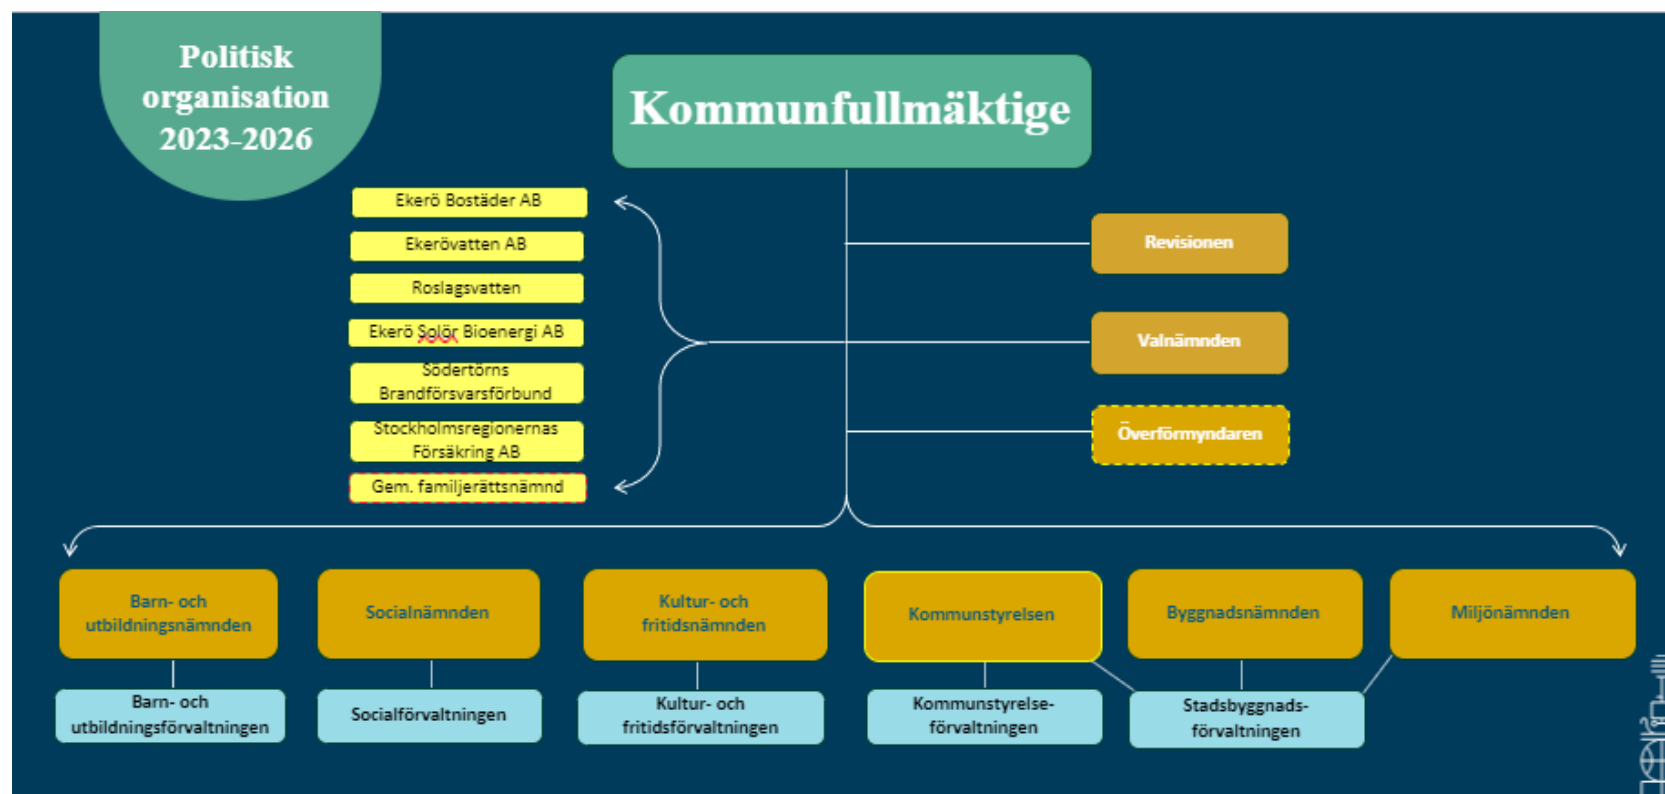 Politisk
organisation
2023-2026
Kommunfullmäktige
Ekerö Bostäder AB
Ekerövatten AB
Roslagsvatten
Ekerö Solör Bioenergi AB
Södertörns
Brandförsvarsförbund
Stockholmsregionernas
Försäkring AB
Gem. familjerättsnämnd
Revisionen
Valnämnden
Överförmyndaren
Barn- och
utbildningsnämnden
Socialnämnden
Kultur- och
fritidsnämnden
Kommunstyrelsen
Byggnadsnämnden
Miljönämnden
Barn- och
utbildningsförvaltningen
Socialförvaltningen
Kultur- och
fritidsförvaltningen
Kommunstyrelse-
förvaltningen
Stadsbyggnads-
förvaltningen